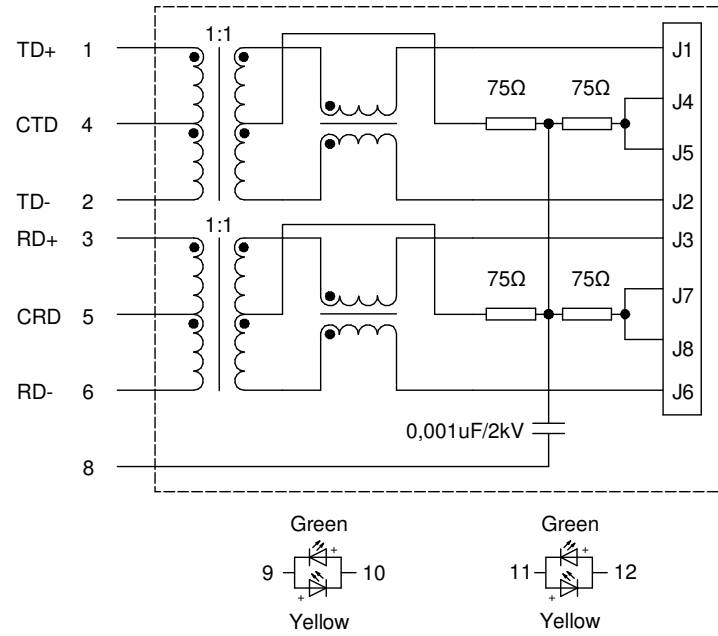 TD+ 1 1:1 J1
75Ω 75Ω
J4
CTD 4
J5
TD- 2 J2
1:1
RD+ 3 J3
75Ω 75Ω
J7
CRD 5
J8
RD- 6 J6
0,001uF/2kV
8
Green Green
+ +
9 10 11 12
+ +
Yellow Yellow